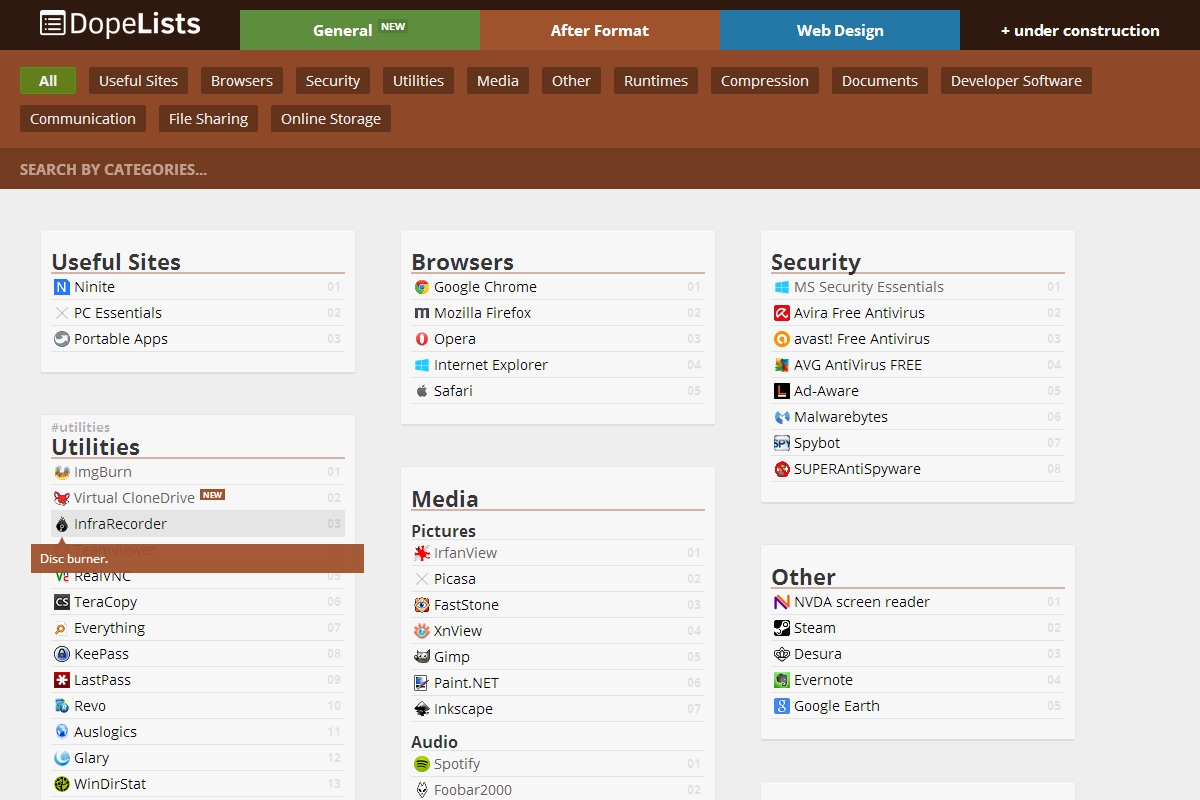 DopeLists
General NEW
After Format
Web Design
+ under construction
All
Useful Sites
Browsers
Security
Utilities
Media
Other
Runtimes
Compression
Documents
Developer Software
Communication
File Sharing
Online Storage
SEARCH BY CATEGORIES...
Useful Sites
Ninite 01
PC Essentials 02
Portable Apps 03
#utilities
Utilities
ImgBurn 01
Virtual CloneDrive NEW 02
InfraRecorder 03
TeamViewer
Disc burner.
RealVNC 05
TeraCopy 06
Everything 07
KeePass 08
LastPass 09
Revo 10
Auslogics 11
Glary 12
WinDirStat 13
Browsers
Google Chrome 01
Mozilla Firefox 02
Opera 03
Internet Explorer 04
Safari 05
Media
Pictures
IrfanView 01
Picasa 02
FastStone 03
XnView 04
Gimp 05
Paint.NET 06
Inkscape 07
Audio
Spotify 01
Foobar2000 02
Security
MS Security Essentials 01
Avira Free Antivirus 02
avast! Free Antivirus 03
AVG AntiVirus FREE 04
Ad-Aware 05
Malwarebytes 06
Spybot 07
SUPERAntiSpyware 08
Other
NVDA screen reader 01
Steam 02
Desura 03
Evernote 04
Google Earth 05